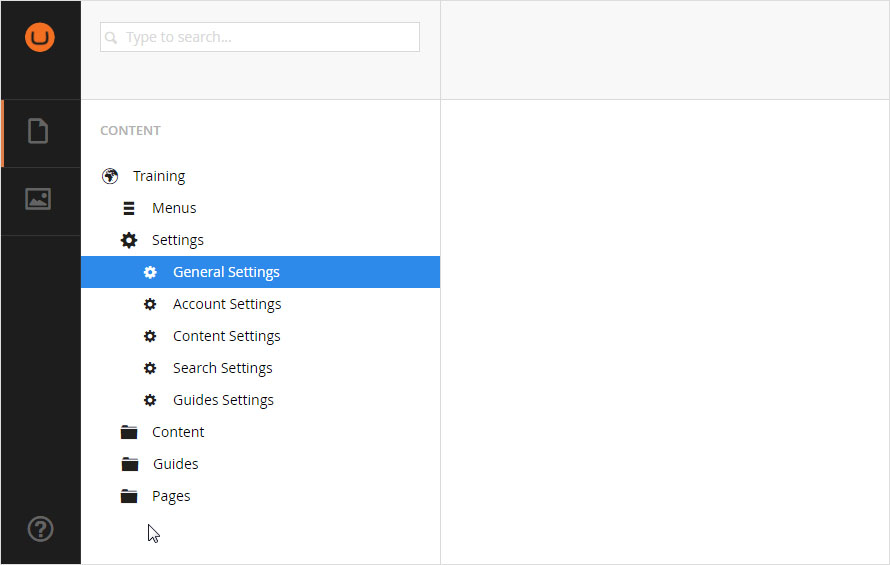 Type to search...
CONTENT
Training
Menus
Settings
General Settings
Account Settings
Content Settings
Search Settings
Guides Settings
Content
Guides
Pages